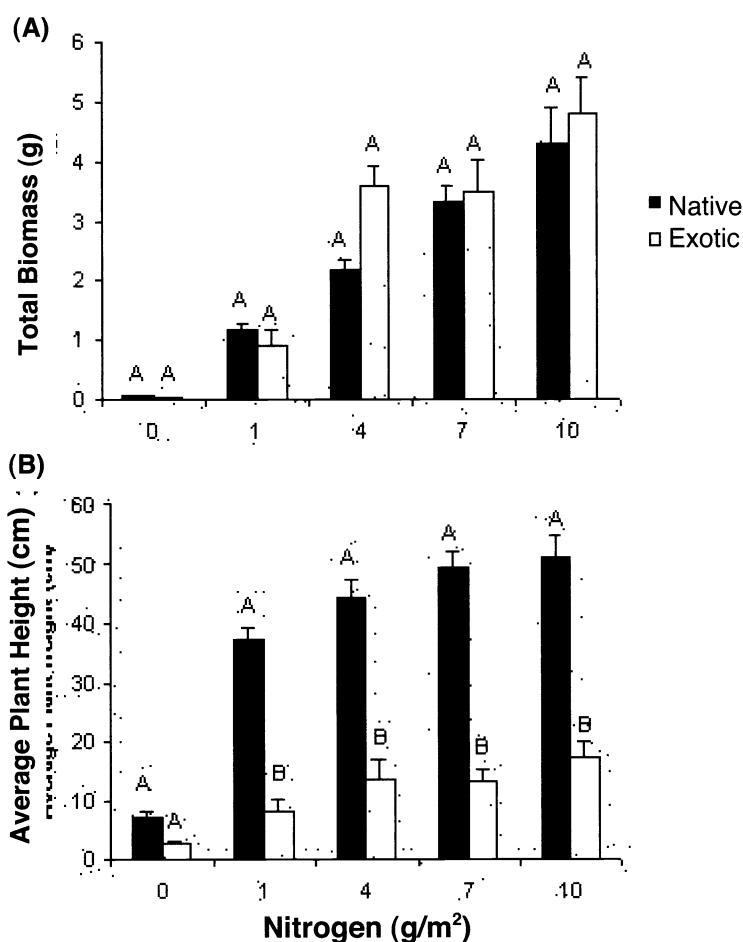 (A)
Total Biomass (g)
6
5
4
3
2
1
0
A A
A A
A A
A A
A A
0 1 4 7 10
Native
Exotic
(B)
Average Plant Height (cm)
60
50
40
30
20
10
0
A A
A B
A B
A B
A B
0 1 4 7 10
Nitrogen (g/m²)